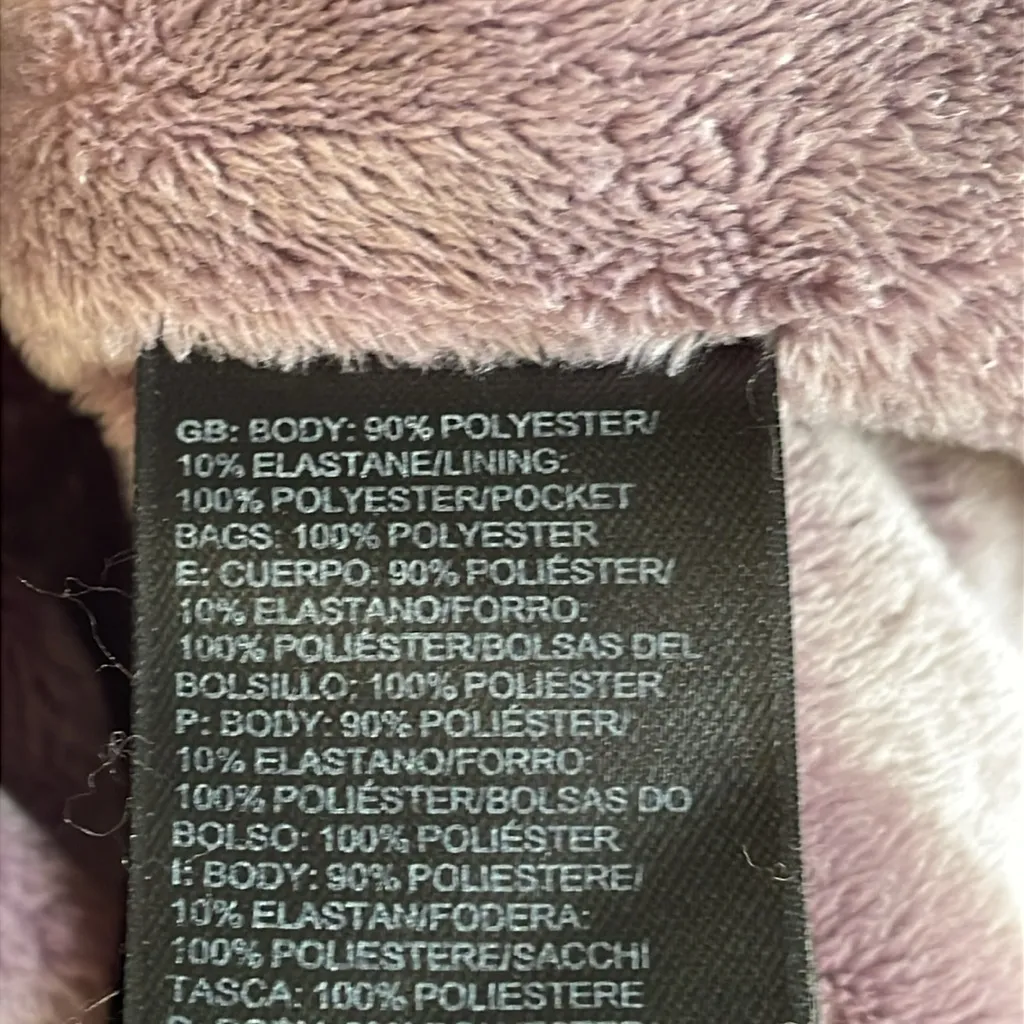 GB: BODY: 90% POLYESTER/
10% ELASTANE/LINING:
100% POLYESTER/POCKET
BAGS: 100% POLYESTER
E: CUERPO: 90% POLIÉSTER/
10% ELASTANO/FORRO:
100% POLIÉSTER/BOLSAS DEL
BOLSILLO: 100% POLIÉSTER
P: BODY: 90% POLIÉSTER/
10% ELASTANO/FORRO:
100% POLIÉSTER/BOLSAS DO
BOLSO: 100% POLIÉSTER
I: BODY: 90% POLIESTERE/
10% ELASTAN/FODERA:
100% POLIESTERE/SACCHI
TASCA: 100% POLIESTERE